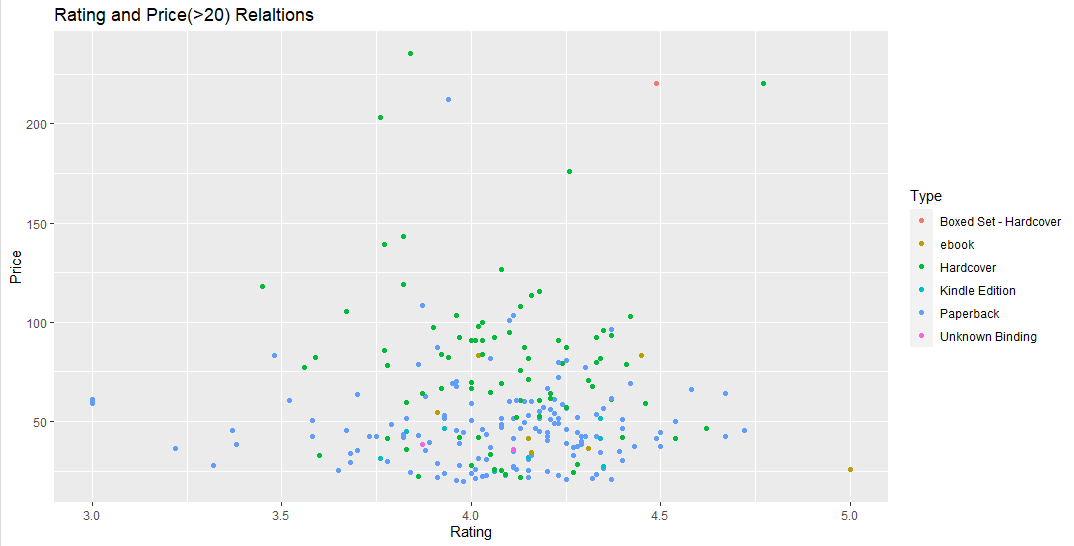 Rating and Price(>20) Relaltions
200
150
100
50
Price
3.0 3.5 4.0 4.5 5.0
Rating
Type
Boxed Set - Hardcover
ebook
Hardcover
Kindle Edition
Paperback
Unknown Binding